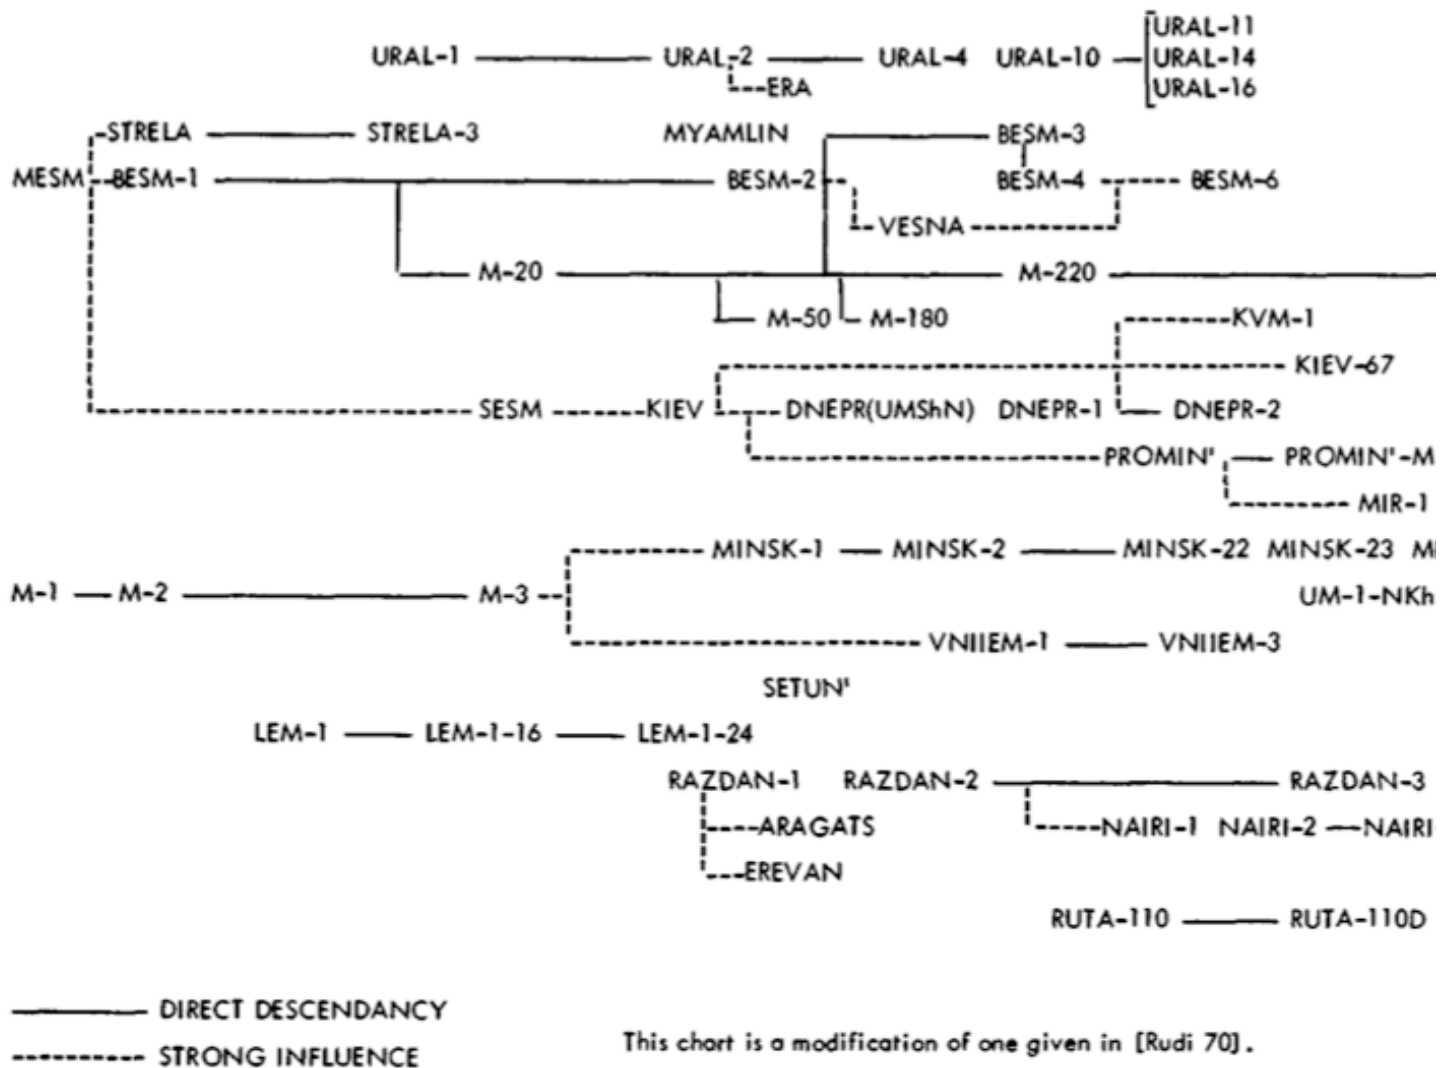 URAL-11
URAL-1 URAL-2 URAL-4 URAL-10 URAL-14
ERA URAL-16
STRELA STRELA-3 MYAMLIN BESM-3
MESM BESM-1 BESM-2 BESM-4 BESM-6
VESNA
M-20 M-220
M-50 M-180 KVM-1
KIEV-67
SESM KIEV DNEPR(UMShN) DNEPR-1 DNEPR-2
PROMIN' PROMIN'-M
MIR-1
MINSK-1 MINSK-2 MINSK-22 MINSK-23
M-1 M-2 M-3 UM-1-NKh
VNIIEM-1 VNIIEM-3
SETUN'
LEM-1 LEM-1-16 LEM-1-24
RAZDAN-1 RAZDAN-2 RAZDAN-3
ARAGATS NAIRI-1 NAIRI-2 NAIRI
EREVAN
RUTA-110 RUTA-110D
DIRECT DESCENDANCY
STRONG INFLUENCE
This chart is a modification of one given in [Rudi 70].